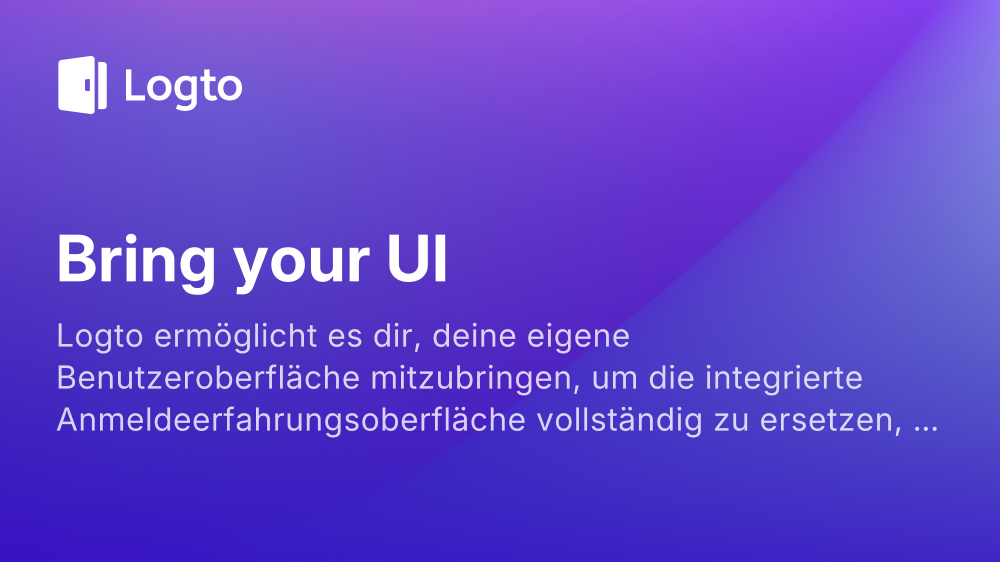 Logto
Bring your UI
Logto ermöglicht es dir, deine eigene
Benutzeroberfläche mitzubringen, um die integrierte
Anmeldeerfahrungsoberfläche vollständig zu ersetzen, ...